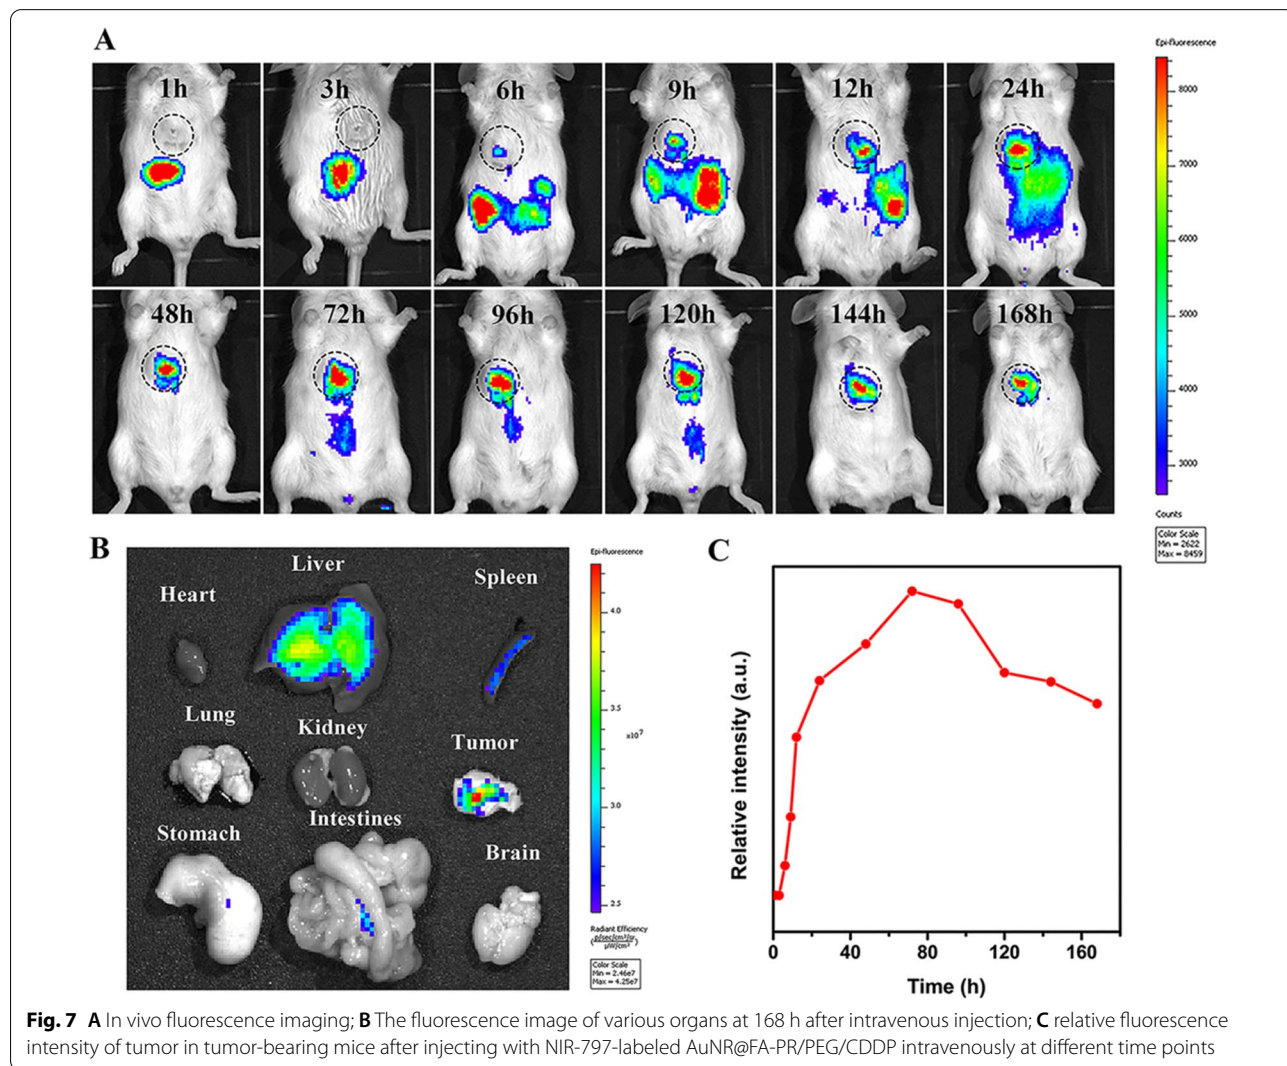 A
1h 3h 6h 9h 12h 24h
48h 72h 96h 120h 144h 168h
Epi-fluorescence
8000
7000
6000
5000
4000
3000
Counts
Color Scale
Min = 2622
Max = 8459
B
Heart Liver Spleen
Lung Kidney Tumor
Stomach Intestines Brain
Epi-fluorescence
4.0
3.5
x10⁷
3.0
2.5
Radiant Efficiency
(p/sec/cm²/sr / µW/cm²)
Color Scale
Min = 2.46e7
Max = 4.25e7
C
Relative intensity (a.u.)
0 40 80 120 160
Time (h)
Fig. 7 A In vivo fluorescence imaging; B The fluorescence image of various organs at 168 h after intravenous injection; C relative fluorescence
intensity of tumor in tumor-bearing mice after injecting with NIR-797-labeled AuNR@FA-PR/PEG/CDDP intravenously at different time points